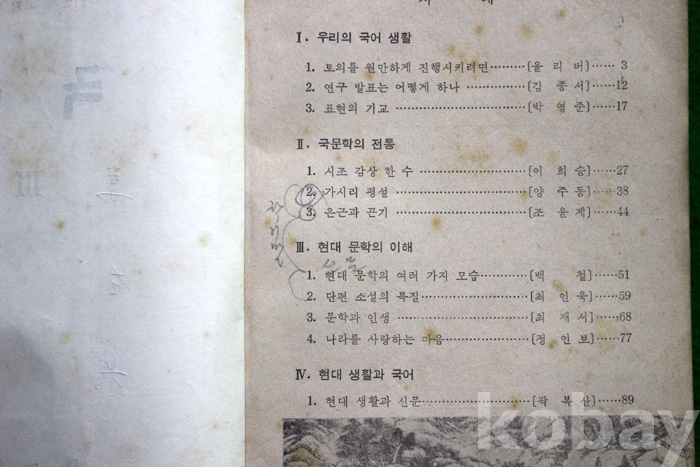 Ⅰ. 우리의 국어 생활
1. 토의를 원만하게 진행시키려면……〔올 리 버〕……3
2. 연구 발표는 어떻게 하나……〔김 종 서〕……12
3. 표현의 기교……〔박 영 준〕……17
Ⅱ. 국문학의 전통
1. 시조 감상 한 수……〔이 희 승〕……27
2. 가시리 평설……〔양 주 동〕……38
3. 은근과 끈기……〔조 윤 제〕……44
Ⅲ. 현대 문학의 이해
1. 현대 문학의 여러 가지 모습……〔백 철〕……51
2. 단편 소설의 특질……〔최 인 욱〕……59
3. 문학과 인생……〔최 재 서〕……68
4. 나라를 사랑하는 마음……〔정 인 보〕……77
Ⅳ. 현대 생활과 국어
1. 현대 생활과 신문……〔곽 복 산〕……89
kobay